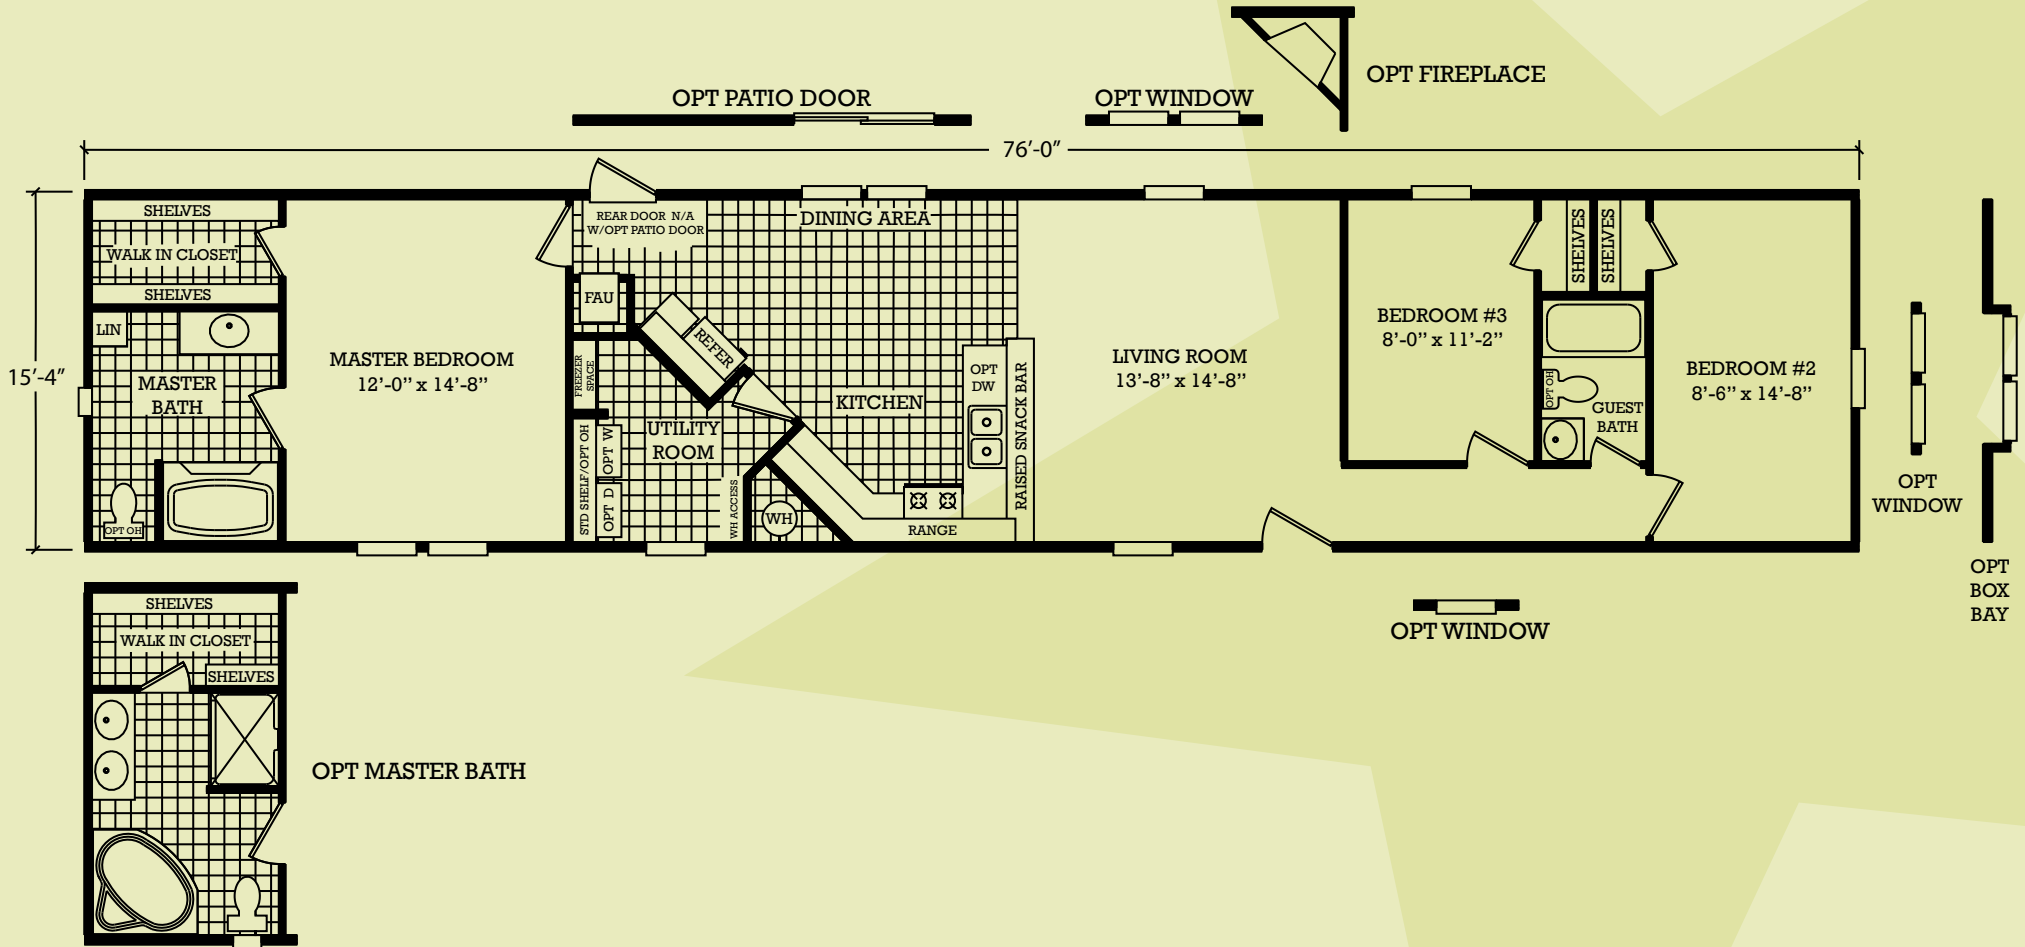 OPT FIREPLACE
OPT PATIO DOOR
OPT WINDOW
76'-0"
15'-4"
SHELVES
WALK IN CLOSET
SHELVES
LIN
MASTER
BATH
OPT OH
MASTER BEDROOM
12'-0" x 14'-8"
REAR DOOR N/A
W/OPT PATIO DOOR
DINING AREA
FAU
REFER
FREEZER
SPACE
STD SHELF/OPT OH
OPT W
OPT D
UTILITY
ROOM
WH ACCESS
WH
KITCHEN
OPT
DW
RAISED SNACK BAR
RANGE
LIVING ROOM
13'-8" x 14'-8"
BEDROOM #3
8'-0" x 11'-2"
SHELVES
SHELVES
OPT OH
GUEST
BATH
BEDROOM #2
8'-6" x 14'-8"
OPT
WINDOW
OPT
BOX
BAY
OPT WINDOW
SHELVES
WALK IN CLOSET
SHELVES
OPT MASTER BATH